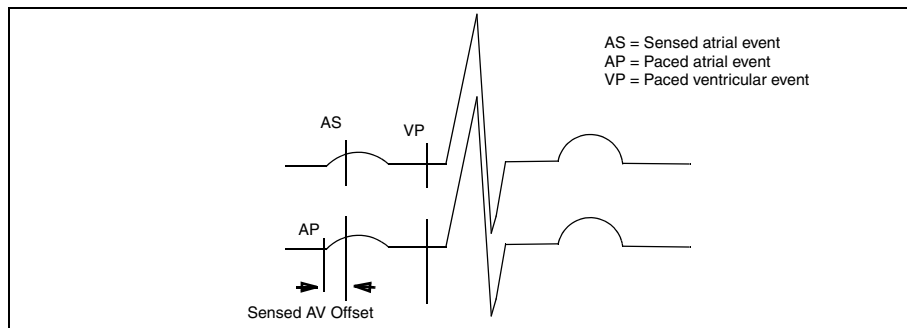 AS = Sensed atrial event
AP = Paced atrial event
VP = Paced ventricular event
AS
VP
AP
Sensed AV Offset